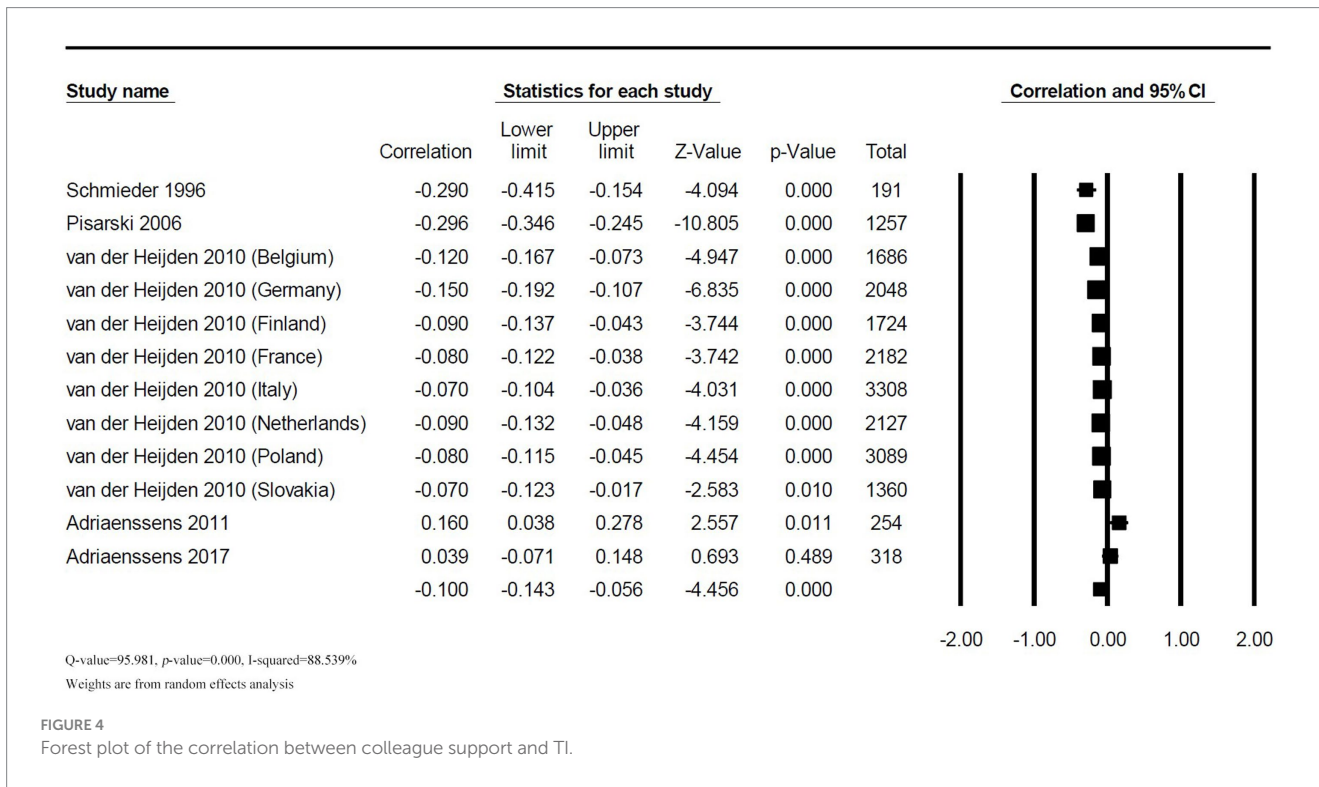 Study name Statistics for each study Correlation and 95% CI
Correlation Lower limit Upper limit Z-Value p-Value Total
Schmieder 1996 -0.290 -0.415 -0.154 -4.094 0.000 191
Pisarski 2006 -0.296 -0.346 -0.245 -10.805 0.000 1257
van der Heijden 2010 (Belgium) -0.120 -0.167 -0.073 -4.947 0.000 1686
van der Heijden 2010 (Germany) -0.150 -0.192 -0.107 -6.835 0.000 2048
van der Heijden 2010 (Finland) -0.090 -0.137 -0.043 -3.744 0.000 1724
van der Heijden 2010 (France) -0.080 -0.122 -0.038 -3.742 0.000 2182
van der Heijden 2010 (Italy) -0.070 -0.104 -0.036 -4.031 0.000 3308
van der Heijden 2010 (Netherlands) -0.090 -0.132 -0.048 -4.159 0.000 2127
van der Heijden 2010 (Poland) -0.080 -0.115 -0.045 -4.454 0.000 3089
van der Heijden 2010 (Slovakia) -0.070 -0.123 -0.017 -2.583 0.010 1360
Adriaenssens 2011 0.160 0.038 0.278 2.557 0.011 254
Adriaenssens 2017 0.039 -0.071 0.148 0.693 0.489 318
-0.100 -0.143 -0.056 -4.456 0.000
-2.00 -1.00 0.00 1.00 2.00
Q-value=95.981, p-value=0.000, I-squared=88.539%
Weights are from random effects analysis
FIGURE 4
Forest plot of the correlation between colleague support and TI.